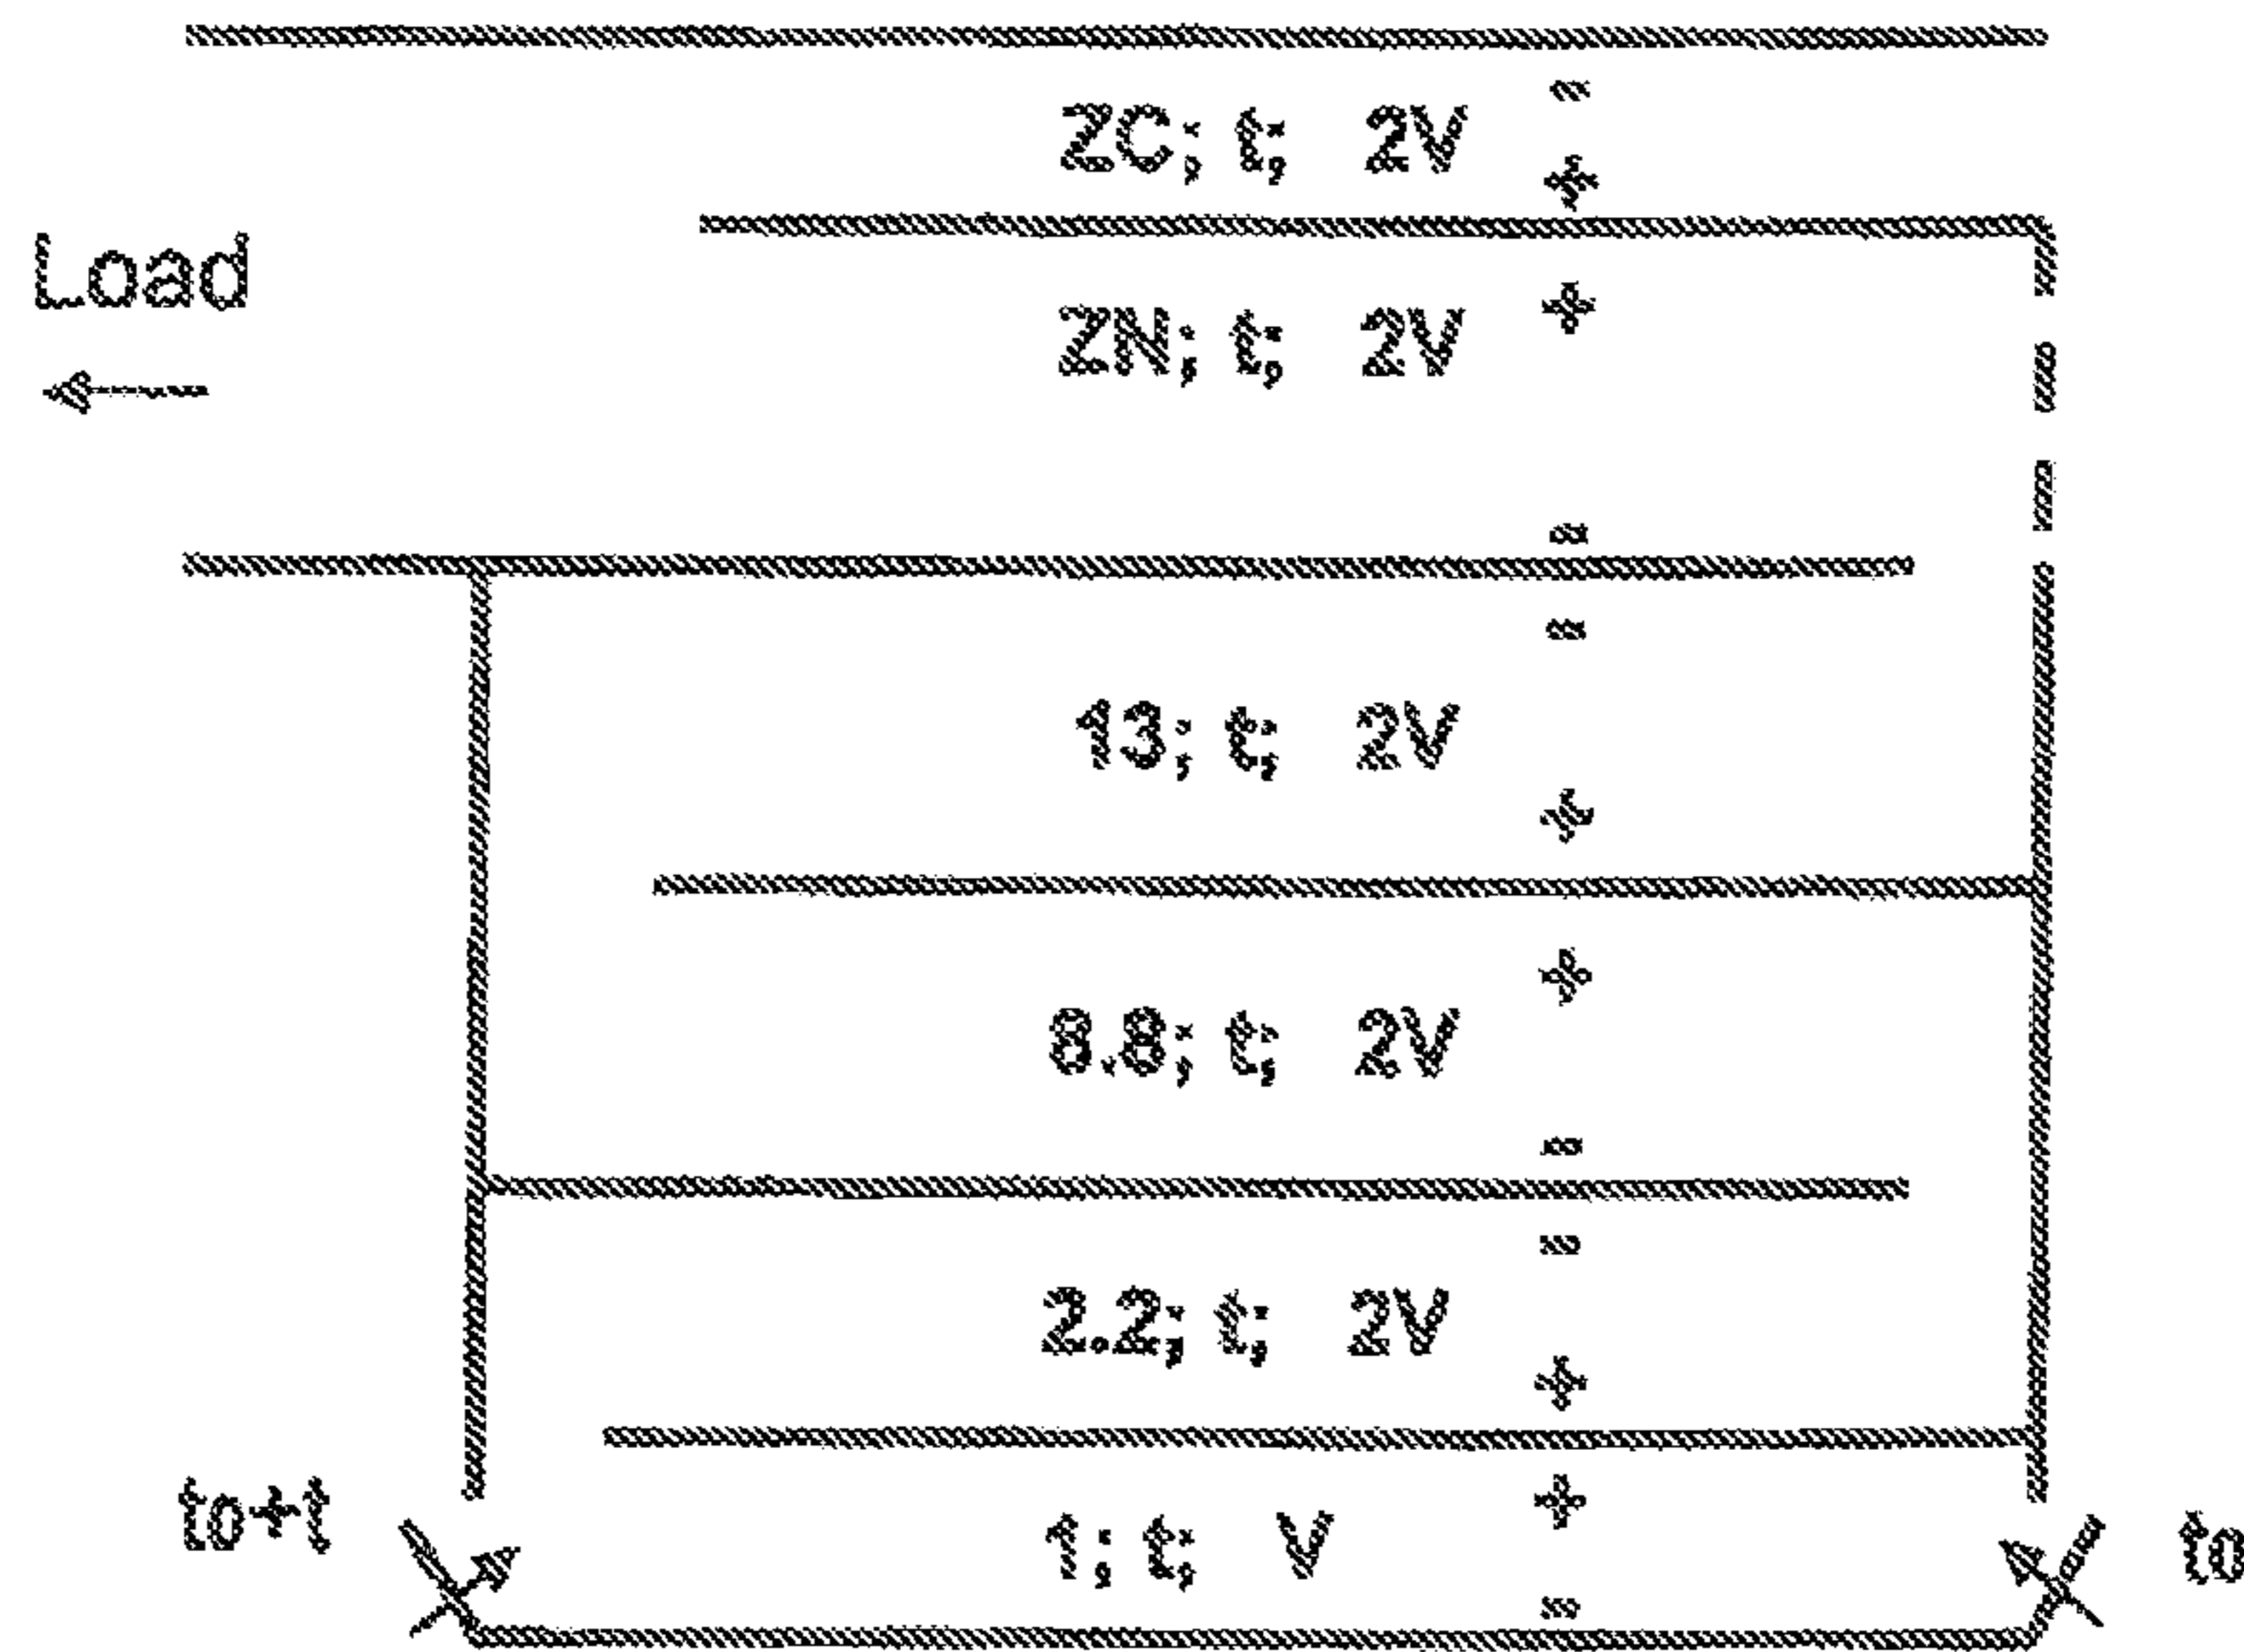 -
ZC; t; 2V
+
Load
+
ZN; t; 2V
-
-
13; t; 2V
+
+
8.8; t; 2V
-
-
2.2; t; 2V
+
to+t
+
1; t; V
to
-